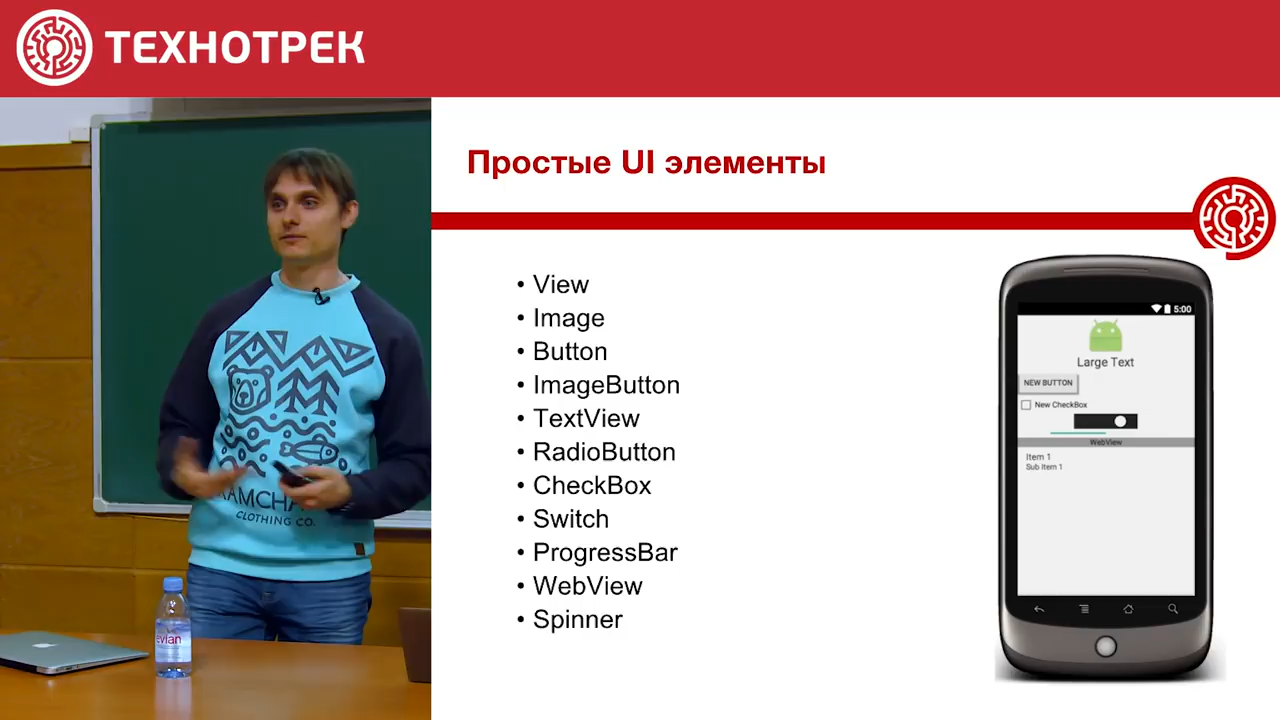 ТЕХНОТРЕК
Простые UI элементы
• View
• Image
• Button
• ImageButton
• TextView
• RadioButton
• CheckBox
• Switch
• ProgressBar
• WebView
• Spinner
5:00
Large Text
NEW BUTTON
New CheckBox
WebView
Item 1
Sub Item 1
CLOTHING CO.
evian